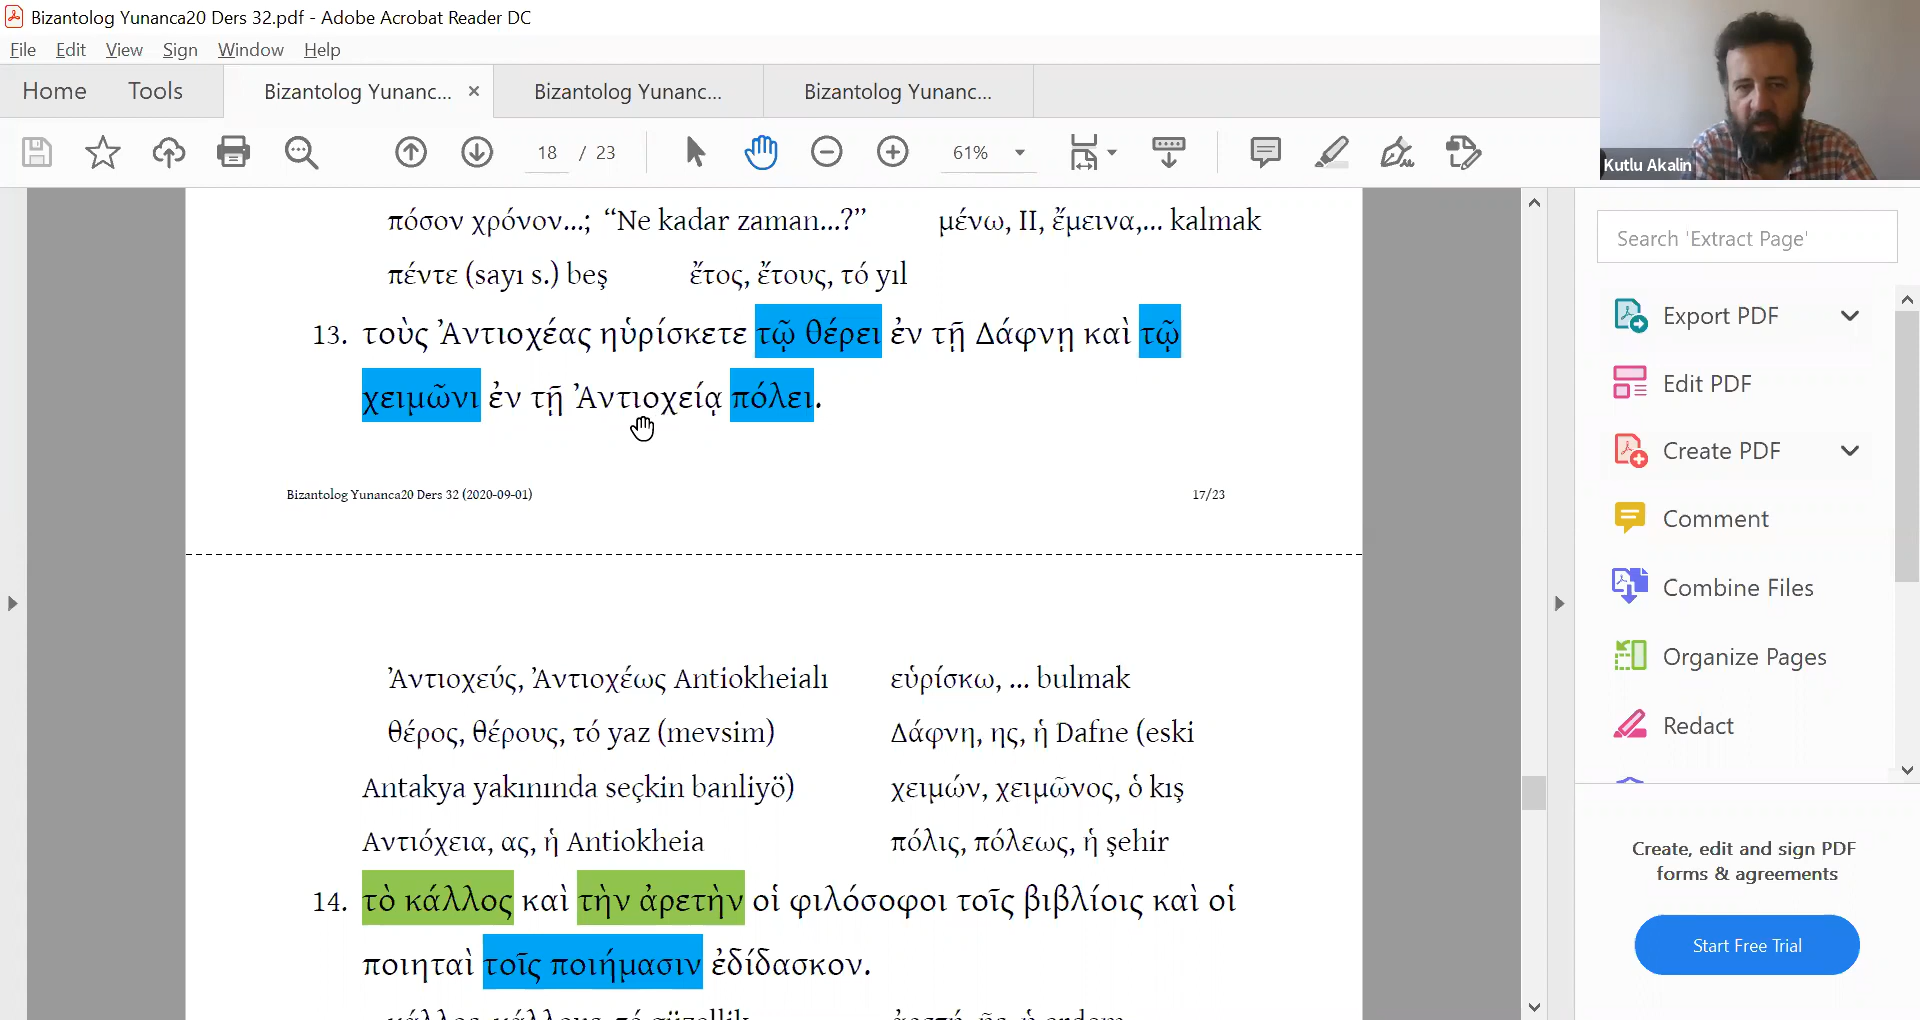 Bizantolog Yunanca20 Ders 32.pdf - Adobe Acrobat Reader DC
File Edit View Sign Window Help
Home Tools Bizantolog Yunanc... × Bizantolog Yunanc... Bizantolog Yunanc...
18 / 23 61%
Kutlu Akalin
πόσον χρόνον...; “Ne kadar zaman...?” μένω, II, ἔμεινα,... kalmak
πέντε (sayı s.) beş ἔτος, ἔτους, τό yıl
13. τοὺς Ἀντιοχέας ηὑρίσκετε τῷ θέρει ἐν τῇ Δάφνῃ καὶ τῷ
χειμῶνι ἐν τῇ Ἀντιοχείᾳ πόλει.
Bizantolog Yunanca20 Ders 32 (2020-09-01) 17/23
Ἀντιοχεύς, Ἀντιοχέως Antiokheialı εὑρίσκω, ... bulmak
θέρος, θέρους, τό yaz (mevsim) Δάφνη, ης, ἡ Dafne (eski
Antakya yakınında seçkin banliyö) χειμών, χειμῶνος, ὁ kış
Αντιόχεια, ας, ἡ Antiokheia πόλις, πόλεως, ἡ şehir
14. τὸ κάλλος καὶ τὴν ἀρετὴν οἱ φιλόσοφοι τοῖς βιβλίοις καὶ οἱ
ποιηταὶ τοῖς ποιήμασιν ἐδίδασκον.
Search 'Extract Page'
Export PDF
Edit PDF
Create PDF
Comment
Combine Files
Organize Pages
Redact
Create, edit and sign PDF
forms & agreements
Start Free Trial